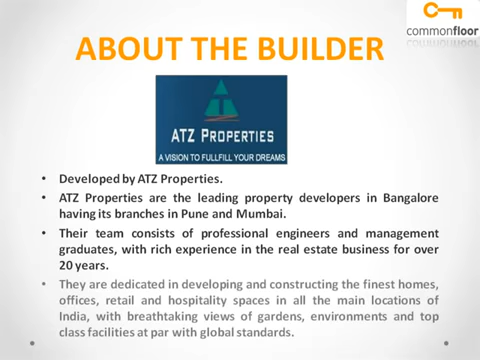 commonfloor
ABOUT THE BUILDER
ATZ PROPERTIES
A VISION TO FULLFILL YOUR DREAMS
• Developed by ATZ Properties.
• ATZ Properties are the leading property developers in Bangalore
having its branches in Pune and Mumbai.
• Their team consists of professional engineers and management
graduates, with rich experience in the real estate business for over
20 years.
• They are dedicated in developing and constructing the finest homes,
offices, retail and hospitality spaces in all the main locations of
India, with breathtaking views of gardens, environments and top
class facilities at par with global standards.